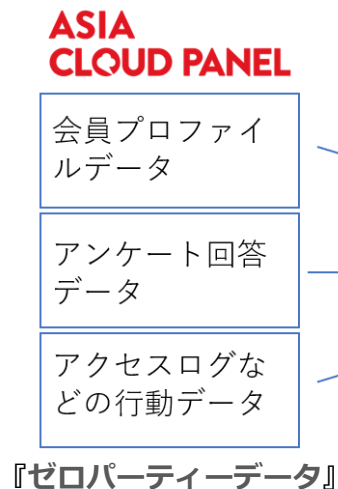 ASIA
CLOUD PANEL
会員プロファイ
ルデータ
アンケート回答
データ
アクセスログな
どの行動データ
『ゼロパーティーデータ』